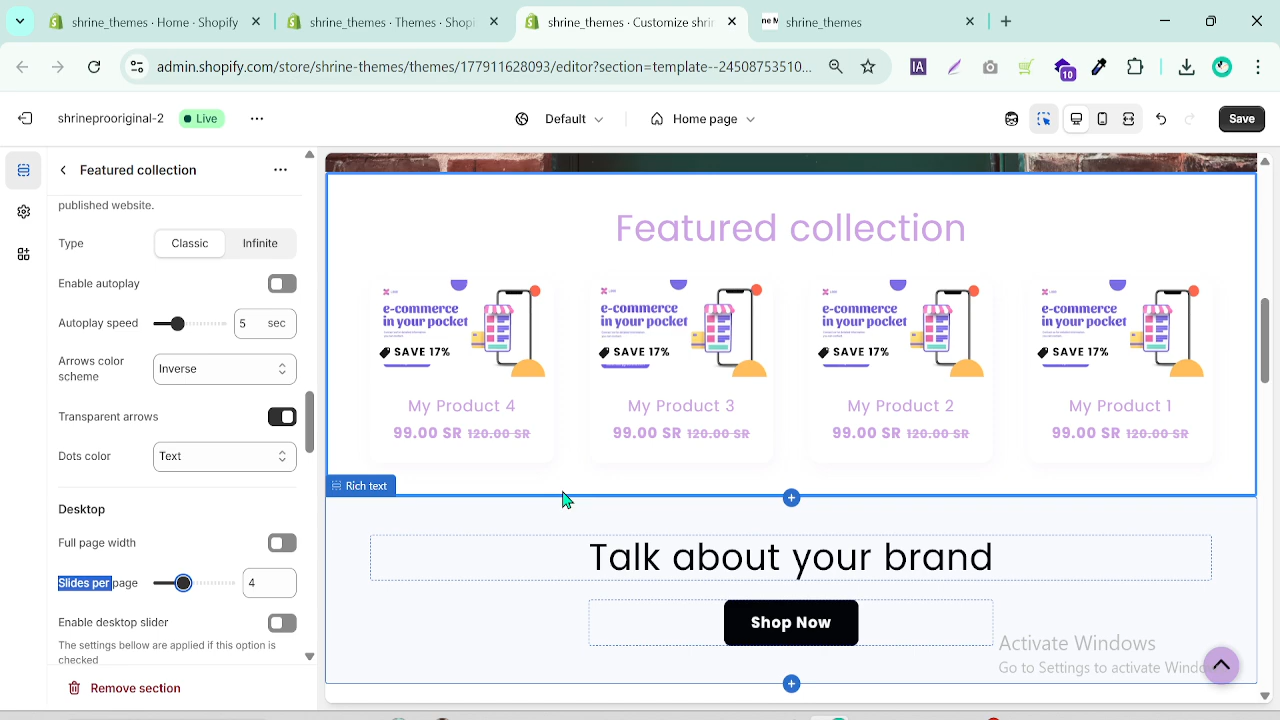 shrine_themes · Home · Shopify
shrine_themes · Themes · Shopi
shrine_themes · Customize shrin
ne M
shrine_themes
admin.shopify.com/store/shrine-themes/themes/177911628093/editor?section=template--24508753510...
IA
10
shrineprooriginal-2
Live
Default
Home page
Save
Featured collection
published website.
Type
Classic
Infinite
Enable autoplay
Autoplay speed
5 sec
Arrows color
scheme
Inverse
Transparent arrows
Dots color
Text
Desktop
Full page width
Slides per page
4
Enable desktop slider
The settings bellow are applied if this option is
checked
Remove section
Featured collection
e-commerce
in your pocket
SAVE 17%
My Product 4
99.00 SR 120.00 SR
e-commerce
in your pocket
SAVE 17%
My Product 3
99.00 SR 120.00 SR
e-commerce
in your pocket
SAVE 17%
My Product 2
99.00 SR 120.00 SR
e-commerce
in your pocket
SAVE 17%
My Product 1
99.00 SR 120.00 SR
Rich text
Talk about your brand
Shop Now
Activate Windows
Go to Settings to activate Windo